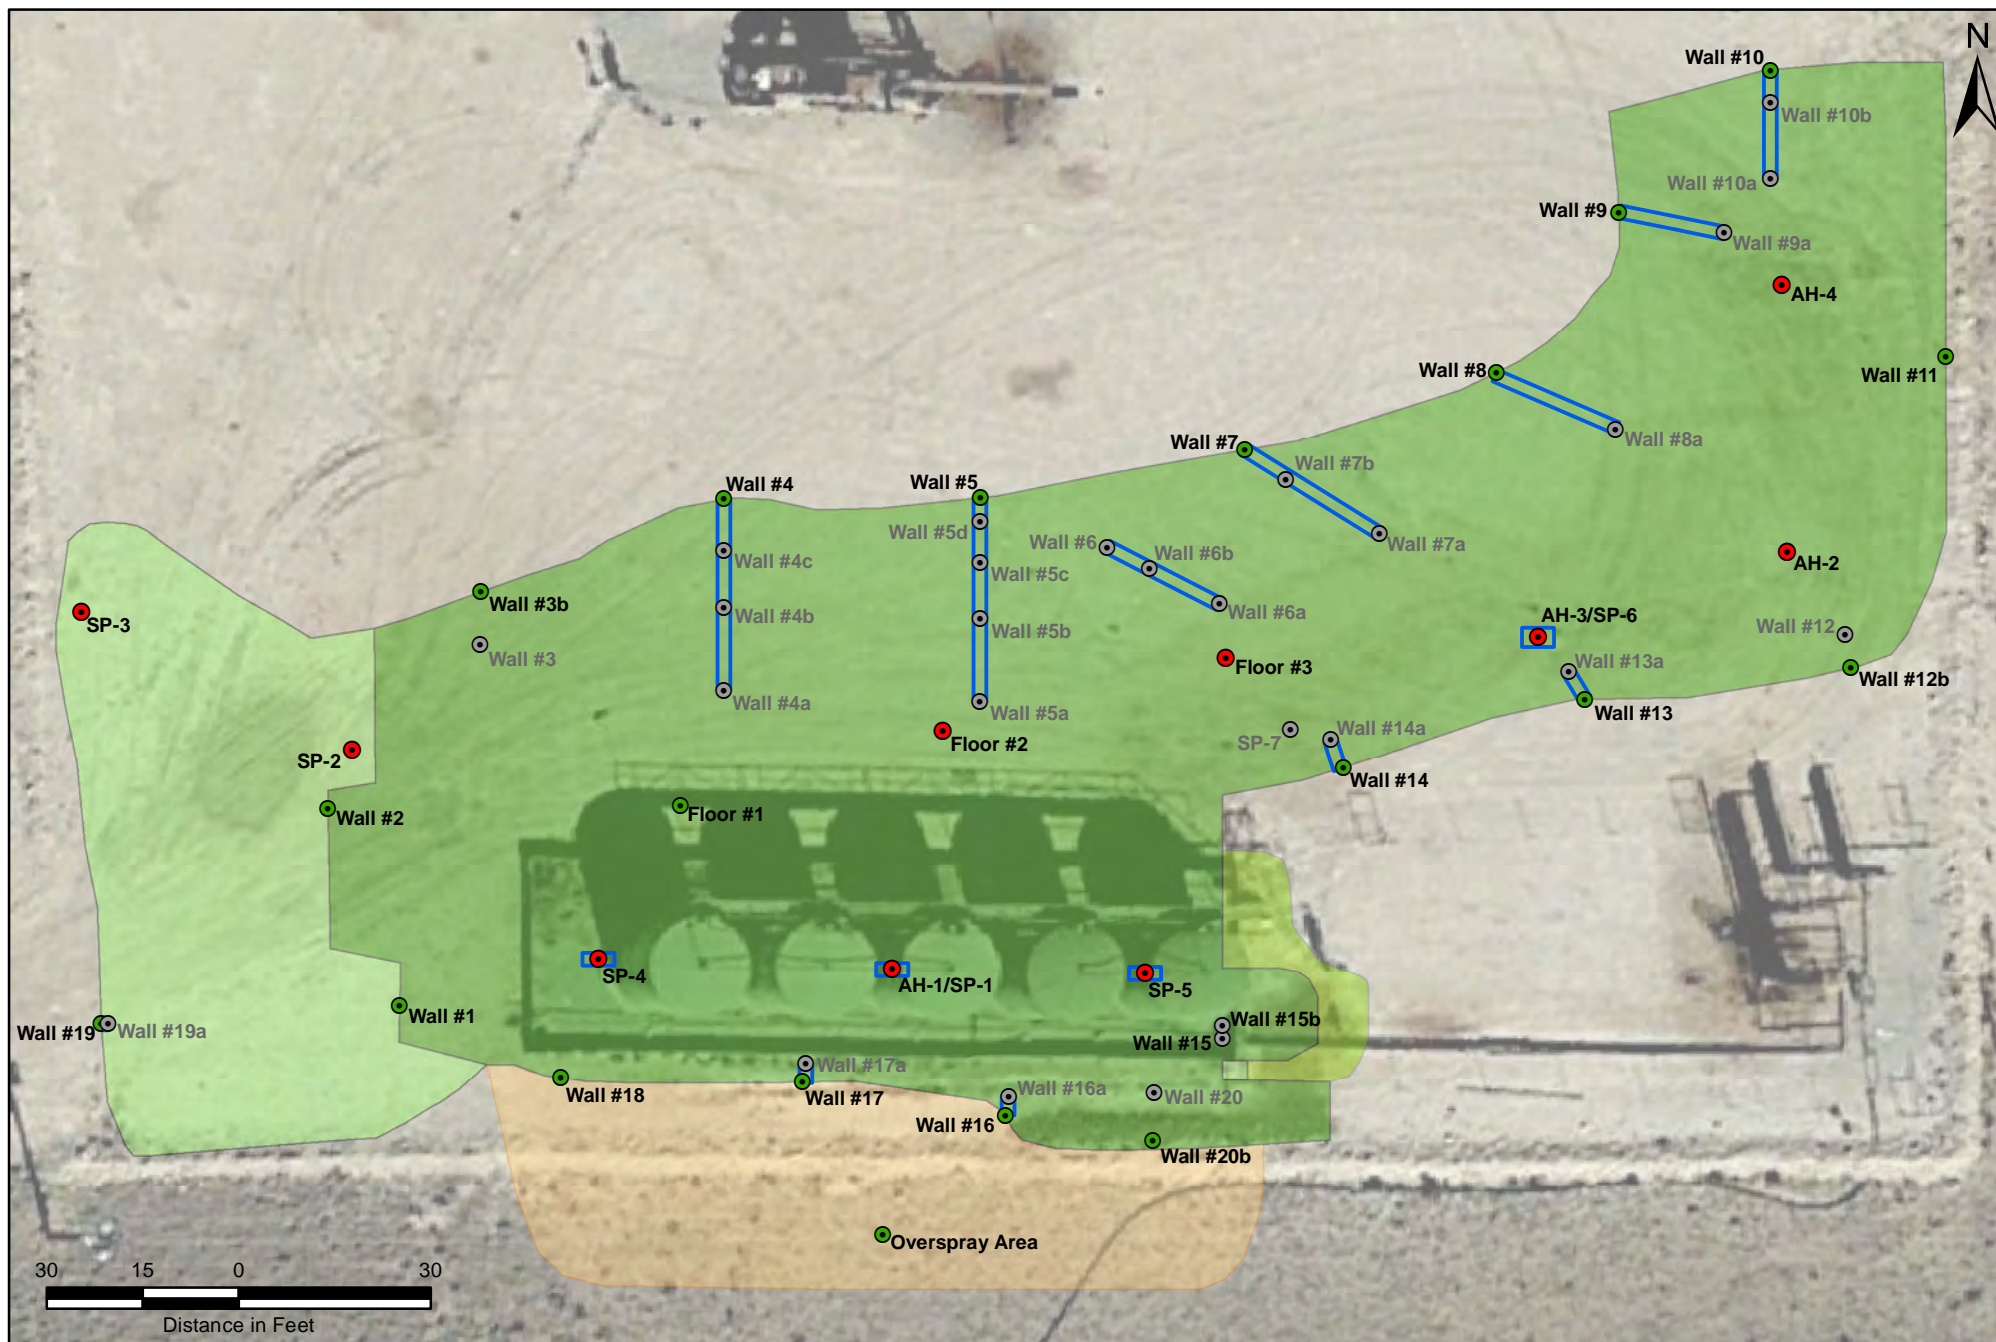 N
Wall #10
Wall #10b
Wall #10a
Wall #9
Wall #9a
AH-4
Wall #8
Wall #11
Wall #8a
Wall #7
Wall #7b
Wall #4
Wall #5
Wall #5d
Wall #7a
Wall #6
Wall #6b
Wall #4c
Wall #5c
AH-2
Wall #3b
Wall #6a
Wall #4b
AH-3/SP-6
SP-3
Wall #5b
Wall #12
Wall #3
Floor #3
Wall #13a
Wall #12b
Wall #4a
Wall #5a
Wall #13
Wall #14a
SP-7
Floor #2
SP-2
Wall #14
Floor #1
Wall #2
SP-4
AH-1/SP-1
SP-5
Wall #1
Wall #15b
Wall #19
Wall #19a
Wall #15
Wall #17a
Wall #16a
Wall #18
Wall #17
Wall #20
Wall #16
Wall #20b
Overspray Area
30 15 0 30
Distance in Feet